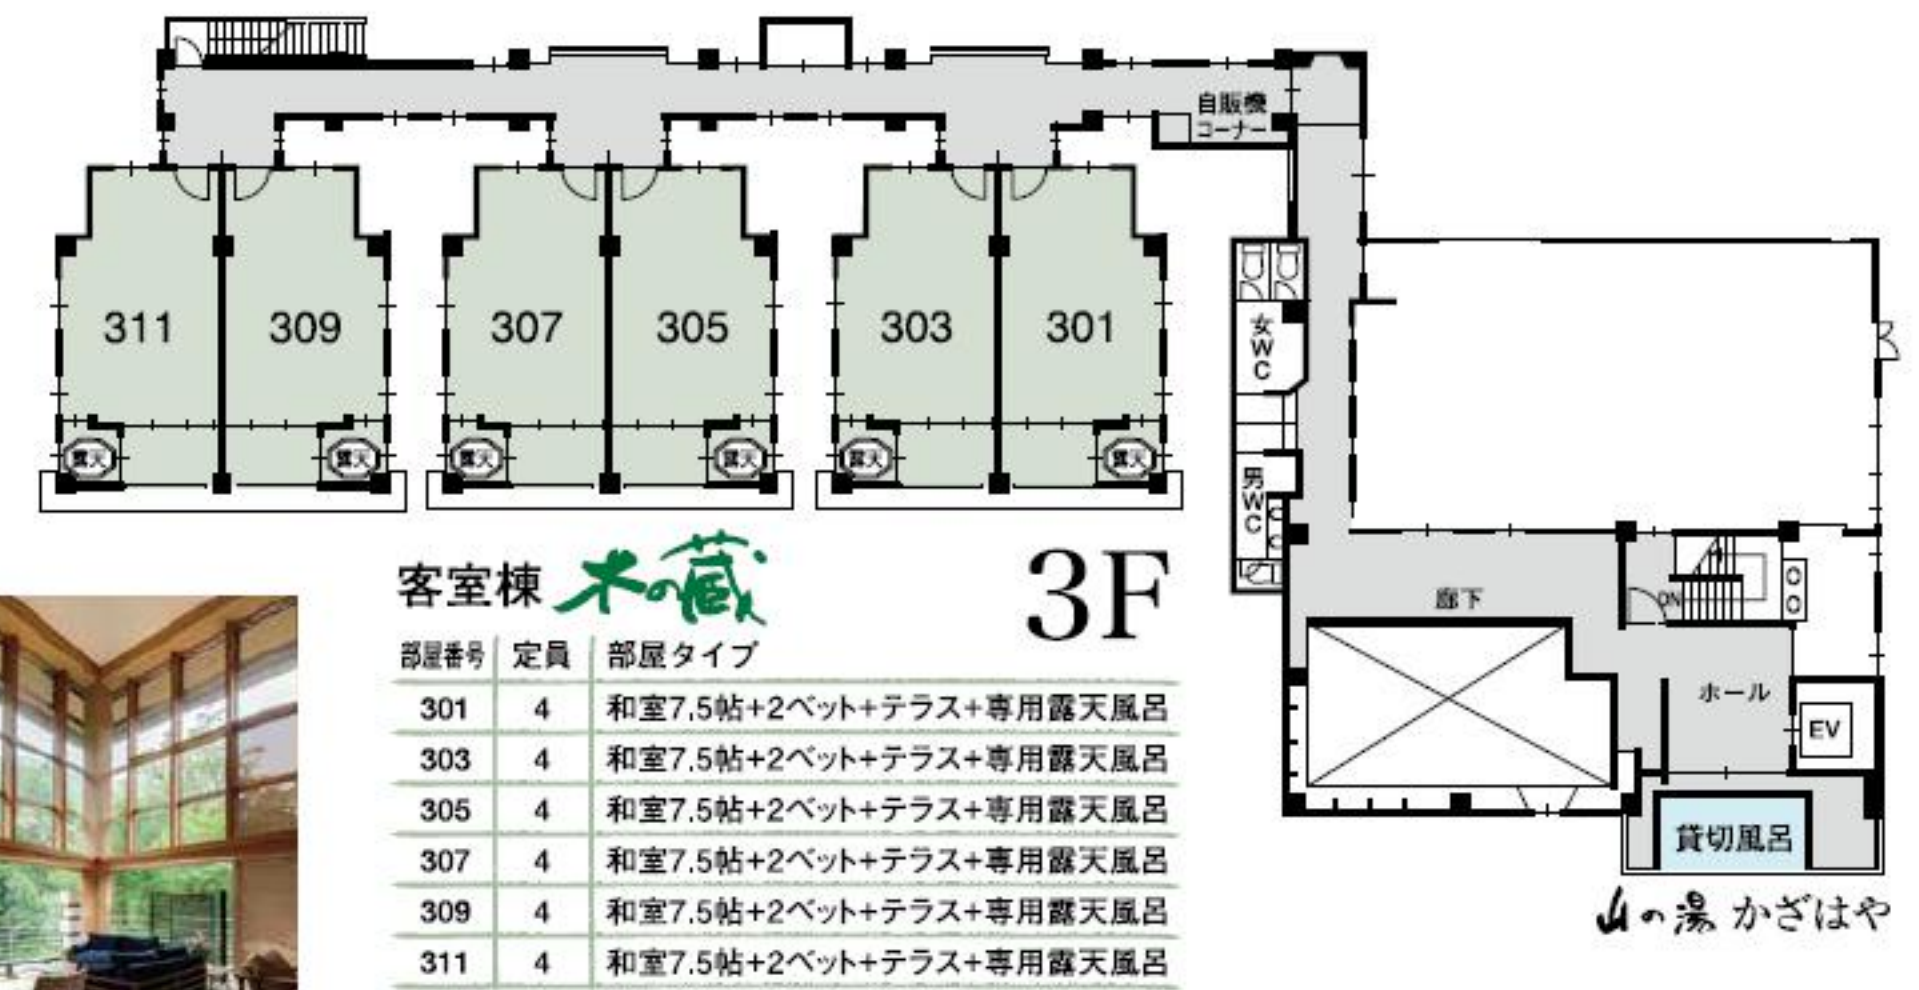 自販機
コーナー
311
309
307
305
303
301
女WC
露天
露天
露天
露天
露天
露天
男WC
客室棟 木の蔵
3F
廊下
DN
部屋番号 定員 部屋タイプ
ホール
301 4 和室7.5帖+2ベット+テラス+専用露天風呂
EV
303 4 和室7.5帖+2ベット+テラス+専用露天風呂
305 4 和室7.5帖+2ベット+テラス+専用露天風呂
貸切風呂
307 4 和室7.5帖+2ベット+テラス+専用露天風呂
309 4 和室7.5帖+2ベット+テラス+専用露天風呂
山の湯 かざはや
311 4 和室7.5帖+2ベット+テラス+専用露天風呂